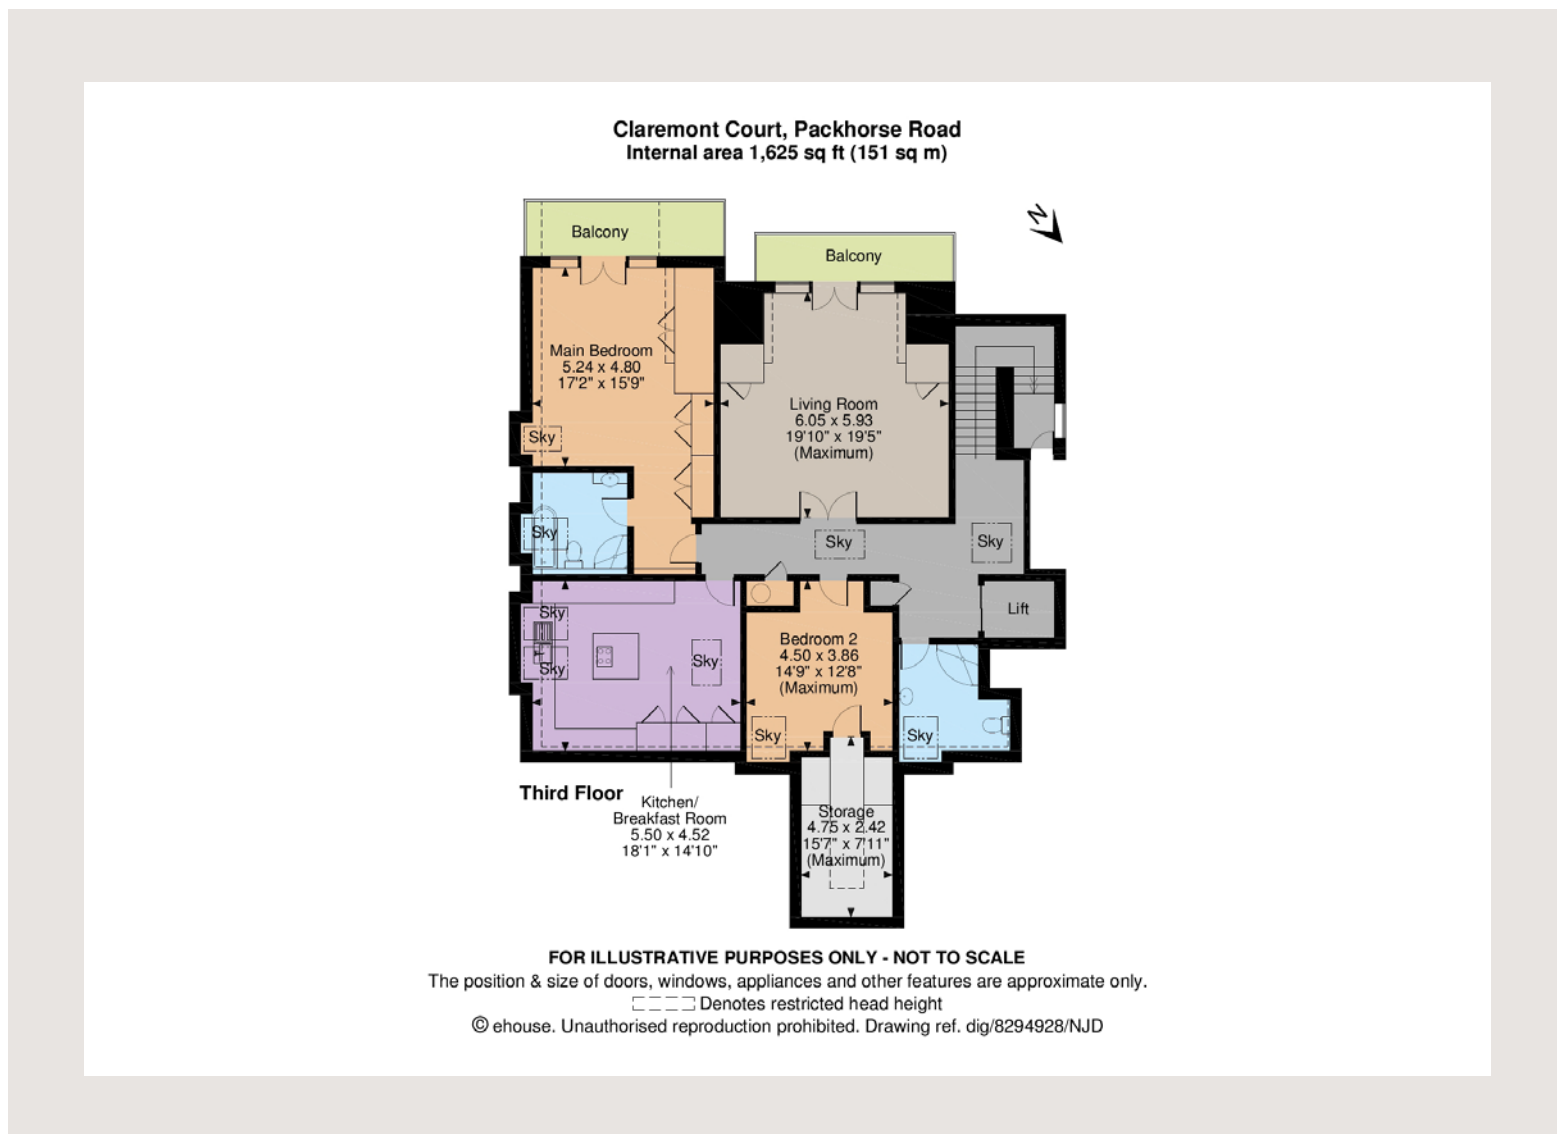 Claremont Court, Packhorse Road
Internal area 1,625 sq ft (151 sq m)
N
Balcony
Balcony
Main Bedroom
5.24 x 4.80
17'2" x 15'9"
Living Room
6.05 x 5.93
19'10" x 19'5"
(Maximum)
Sky
Sky
Sky
Sky
Sky
Sky
Sky
Lift
Bedroom 2
4.50 x 3.86
14'9" x 12'8"
(Maximum)
Sky
Sky
Third Floor
Kitchen/
Breakfast Room
5.50 x 4.52
18'1" x 14'10"
Storage
4.75 x 2.42
15'7" x 7'11"
(Maximum)
FOR ILLUSTRATIVE PURPOSES ONLY - NOT TO SCALE
The position & size of doors, windows, appliances and other features are approximate only.
Denotes restricted head height
© ehouse. Unauthorised reproduction prohibited. Drawing ref. dig/8294928/NJD